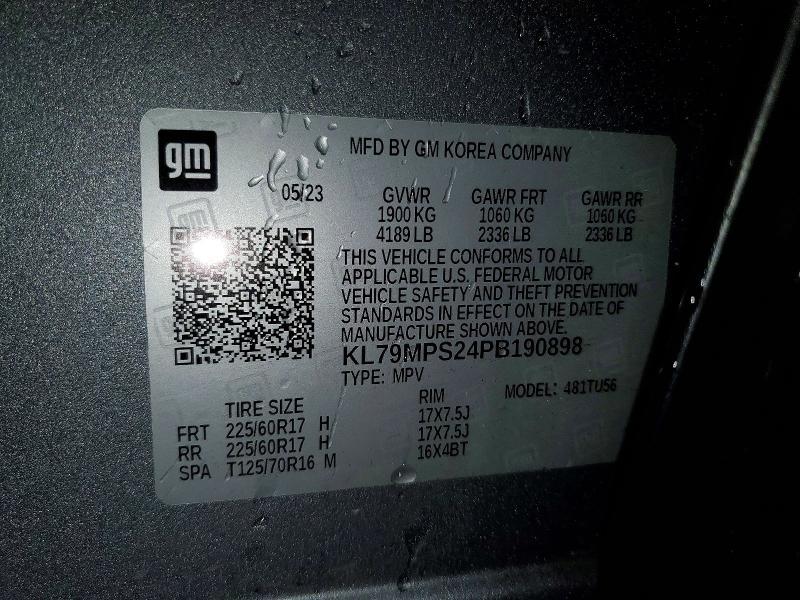 gm
MFD BY GM KOREA COMPANY
05/23 GVWR GAWR FRT GAWR RR
1900 KG 1060 KG 1060 KG
4189 LB 2336 LB 2336 LB
THIS VEHICLE CONFORMS TO ALL
APPLICABLE U.S. FEDERAL MOTOR
VEHICLE SAFETY AND THEFT PREVENTION
STANDARDS IN EFFECT ON THE DATE OF
MANUFACTURE SHOWN ABOVE.
KL79MPS24PB190898
TYPE: MPV MODEL: 481TU56
TIRE SIZE RIM
FRT 225/60R17 H 17X7.5J
RR 225/60R17 H 17X7.5J
SPA T125/70R16 M 16X4BT